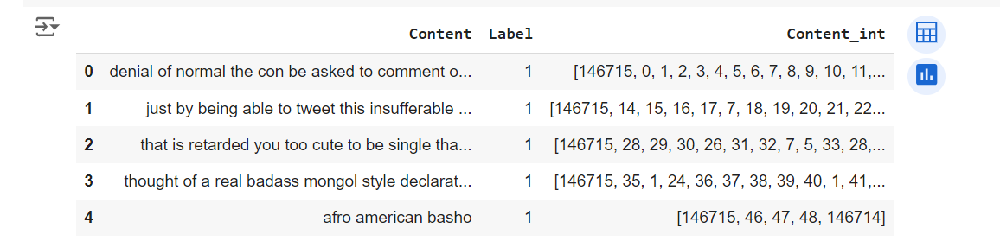 Content Label Content_int
0 denial of normal the con be asked to comment o... 1 [146715, 0, 1, 2, 3, 4, 5, 6, 7, 8, 9, 10, 11,...
1 just by being able to tweet this insufferable ... 1 [146715, 14, 15, 16, 17, 7, 18, 19, 20, 21, 22...
2 that is retarded you too cute to be single tha... 1 [146715, 28, 29, 30, 26, 31, 32, 7, 5, 33, 28,...
3 thought of a real badass mongol style declarat... 1 [146715, 35, 1, 24, 36, 37, 38, 39, 40, 1, 41,...
4 afro american basho 1 [146715, 46, 47, 48, 146714]